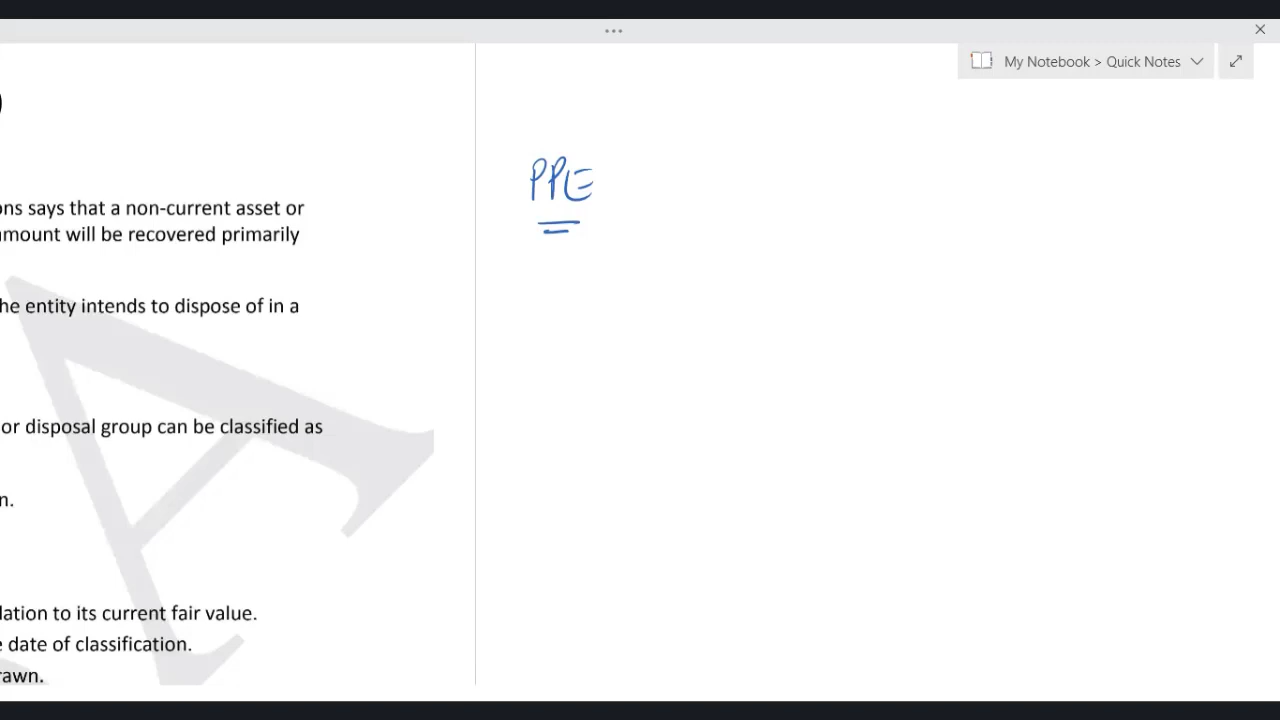 My Notebook > Quick Notes
PPE
ons says that a non-current asset or
amount will be recovered primarily
he entity intends to dispose of in a
or disposal group can be classified as
n.
lation to its current fair value.
e date of classification.
rawn.